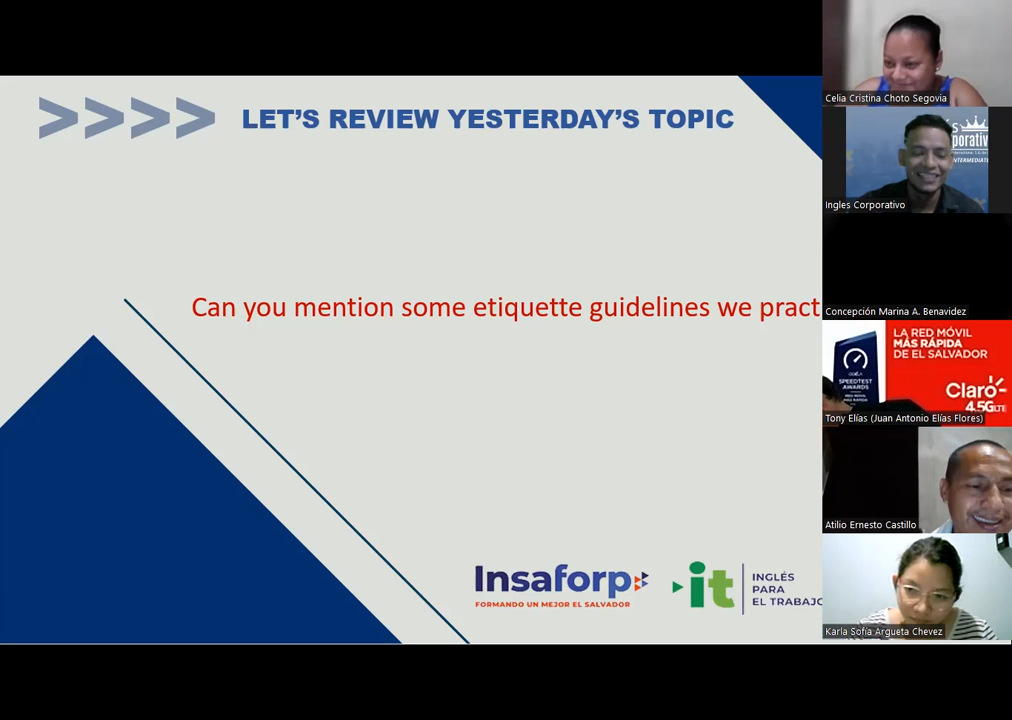 >>>> LET'S REVIEW YESTERDAY'S TOPIC
Can you mention some etiquette guidelines we pract
Insaforp
FORMANDO UN MEJOR EL SALVADOR
it
INGLÉS
PARA
EL TRABAJO
Celia Cristina Choto Segovia
INTERMEDIAT
Ingles Corporativo
Concepción Marina A. Benavidez
LA RED MÓVIL
MÁS RÁPIDA
DE EL SALVADOR
SPEEDTEST
AWARDS
Claro
4.5G LTE
Tony Elías (Juan Antonio Elías Flores)
Atilio Ernesto Castillo
Karla Sofía Argueta Chevez